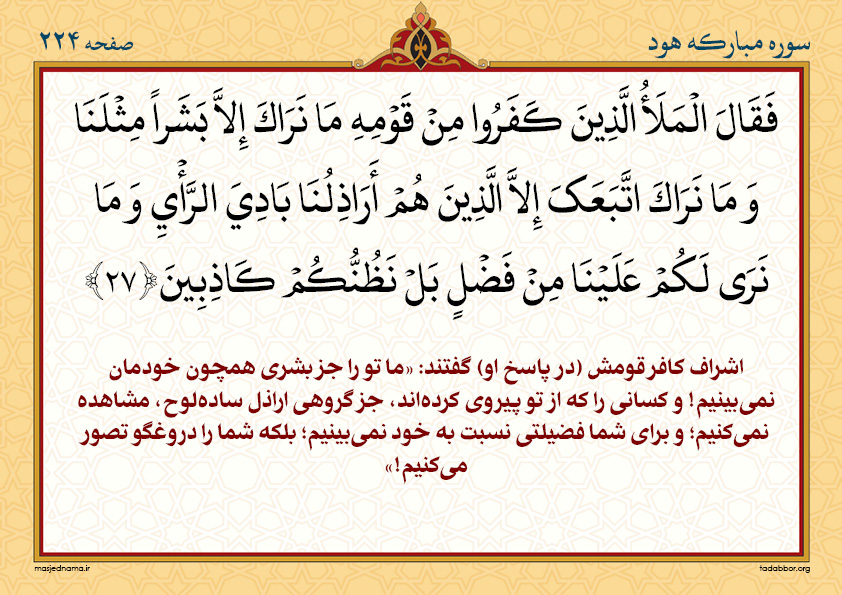 سوره مبارکه هود
صفحه ۲۲۴
فَقَالَ الْمَلَأُ الَّذِينَ كَفَرُوا مِنْ قَوْمِهِ مَا نَرَاكَ إِلاَّ بَشَراً مِثْلَنَا
وَ مَا نَرَاكَ اتَّبَعَکَ إِلاَّ الَّذِينَ هُمْ أَرَاذِلُنَا بَادِيَ الرَّأْيِ وَ مَا
نَرَى لَكُمْ عَلَيْنَا مِنْ فَضْلٍ بَلْ نَظُنُّكُمْ كَاذِبِينَ ﴿۲۷﴾
اشراف کافر قومش (در پاسخ او) گفتند: «ما تو را جز بشری همچون خودمان
نمی‌بینیم! و کسانی را که از تو پیروی کرده‌اند، جز گروهی اراذل ساده‌لوح، مشاهده
نمی‌کنیم؛ و برای شما فضیلتی نسبت به خود نمی‌بینیم؛ بلکه شما را دروغگو تصور
می‌کنیم!»
masjednama.ir
tadabbor.org